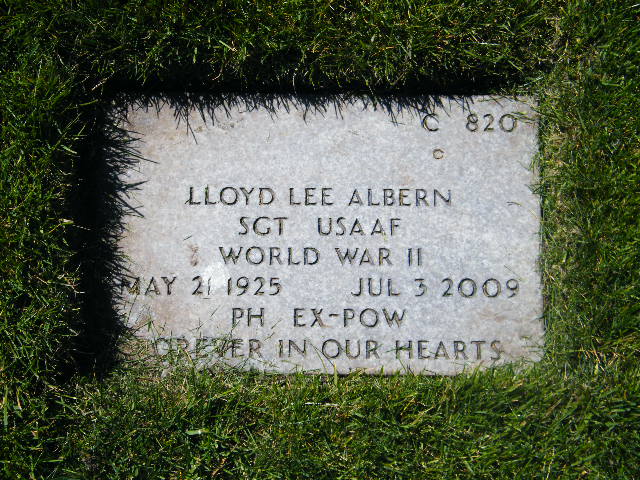 C 820
LLOYD LEE ALBERN
SGT USAAF
WORLD WAR II
MAY 21 1925 JUL 3 2009
PH EX-POW
FOREVER IN OUR HEARTS